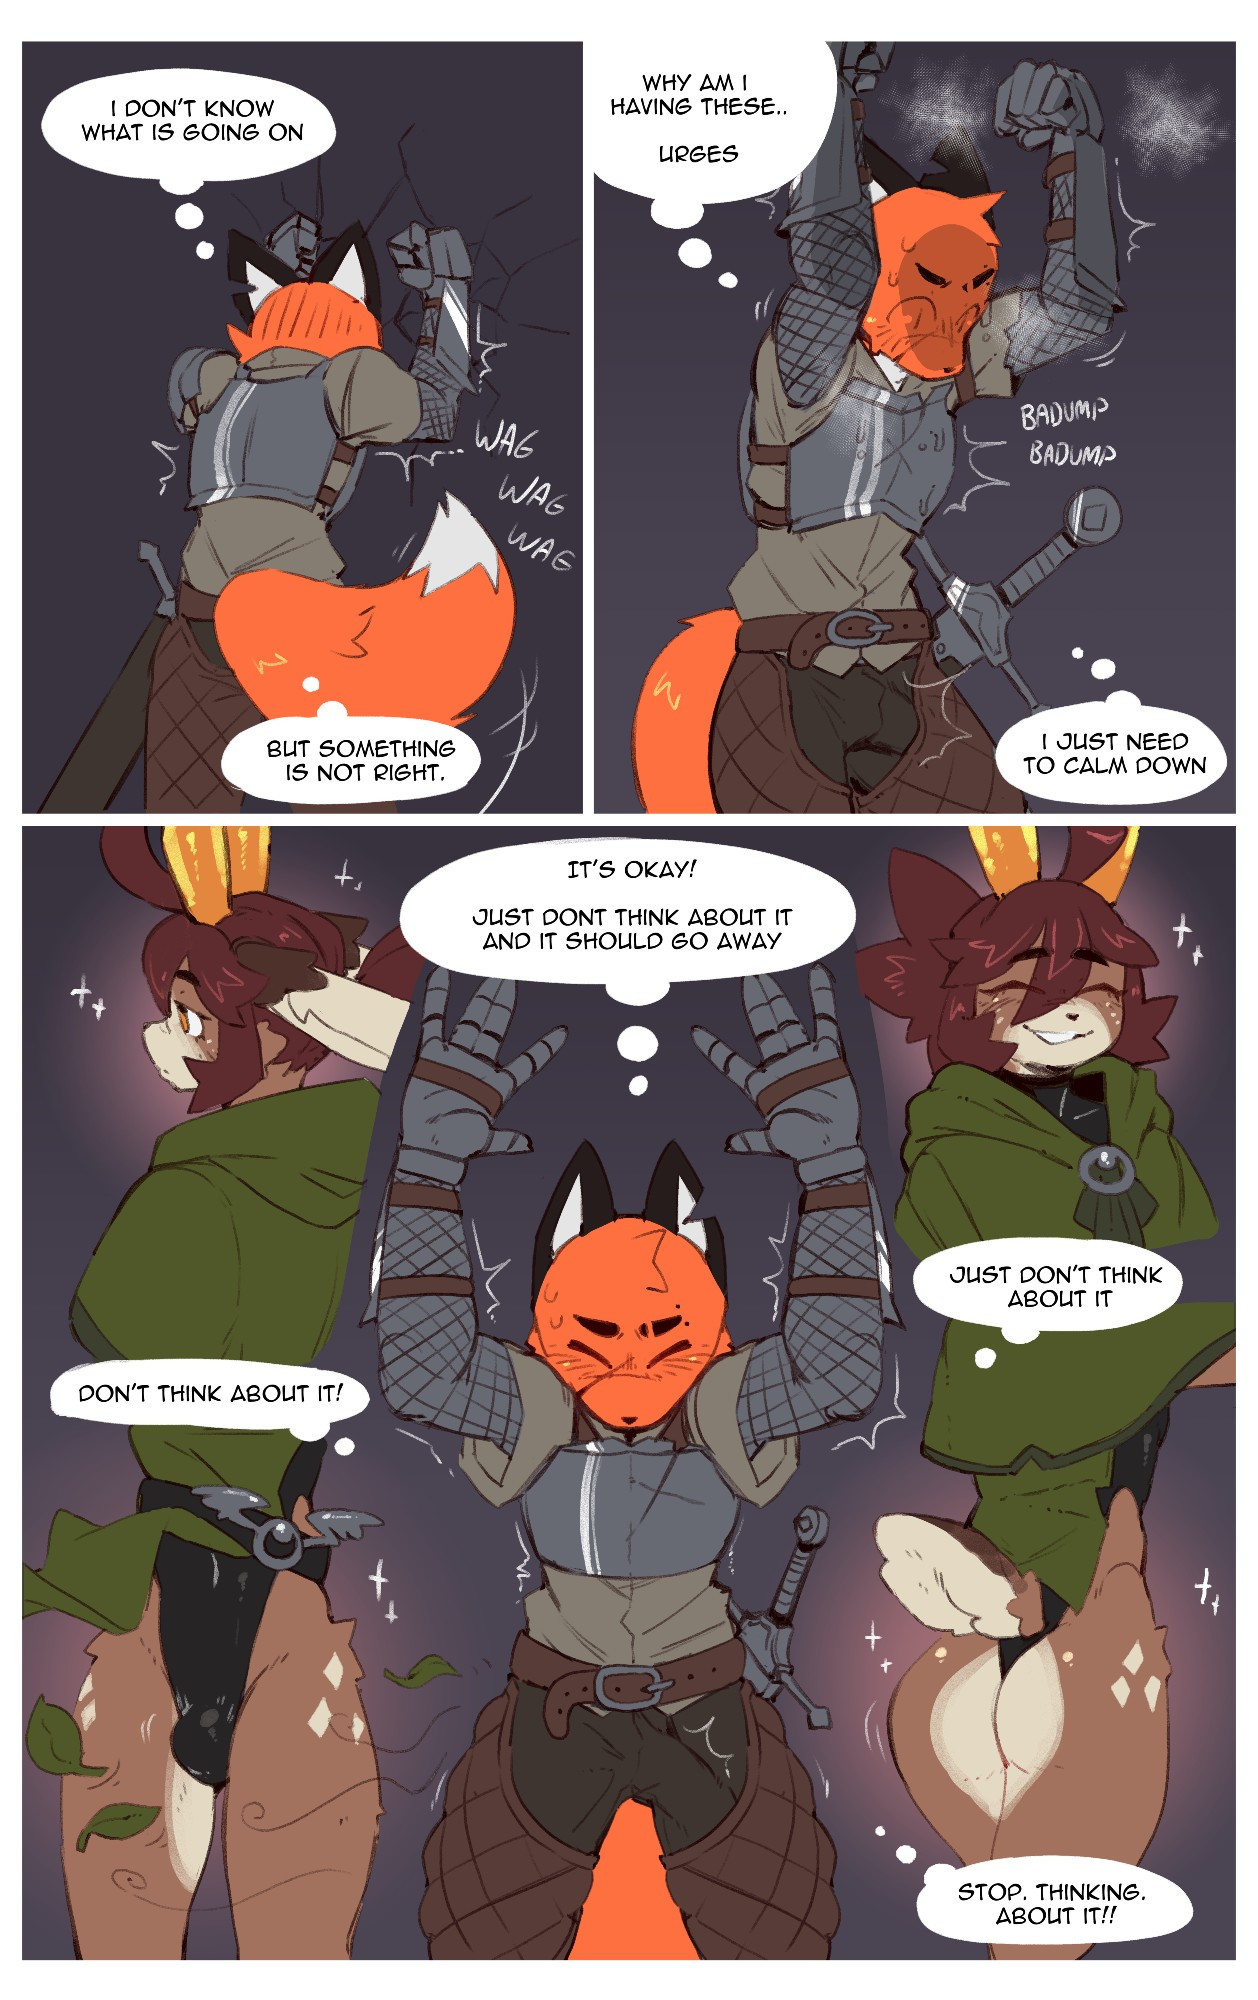 I DON'T KNOW
WHAT IS GOING ON
WAG
WAG
WAG
BUT SOMETHING
IS NOT RIGHT.
WHY AM I
HAVING THESE..
URGES
BADUMP
BADUMP
I JUST NEED
TO CALM DOWN
IT'S OKAY!
JUST DONT THINK ABOUT IT
AND IT SHOULD GO AWAY
DON'T THINK ABOUT IT!
JUST DON'T THINK
ABOUT IT
STOP. THINKING.
ABOUT IT!!